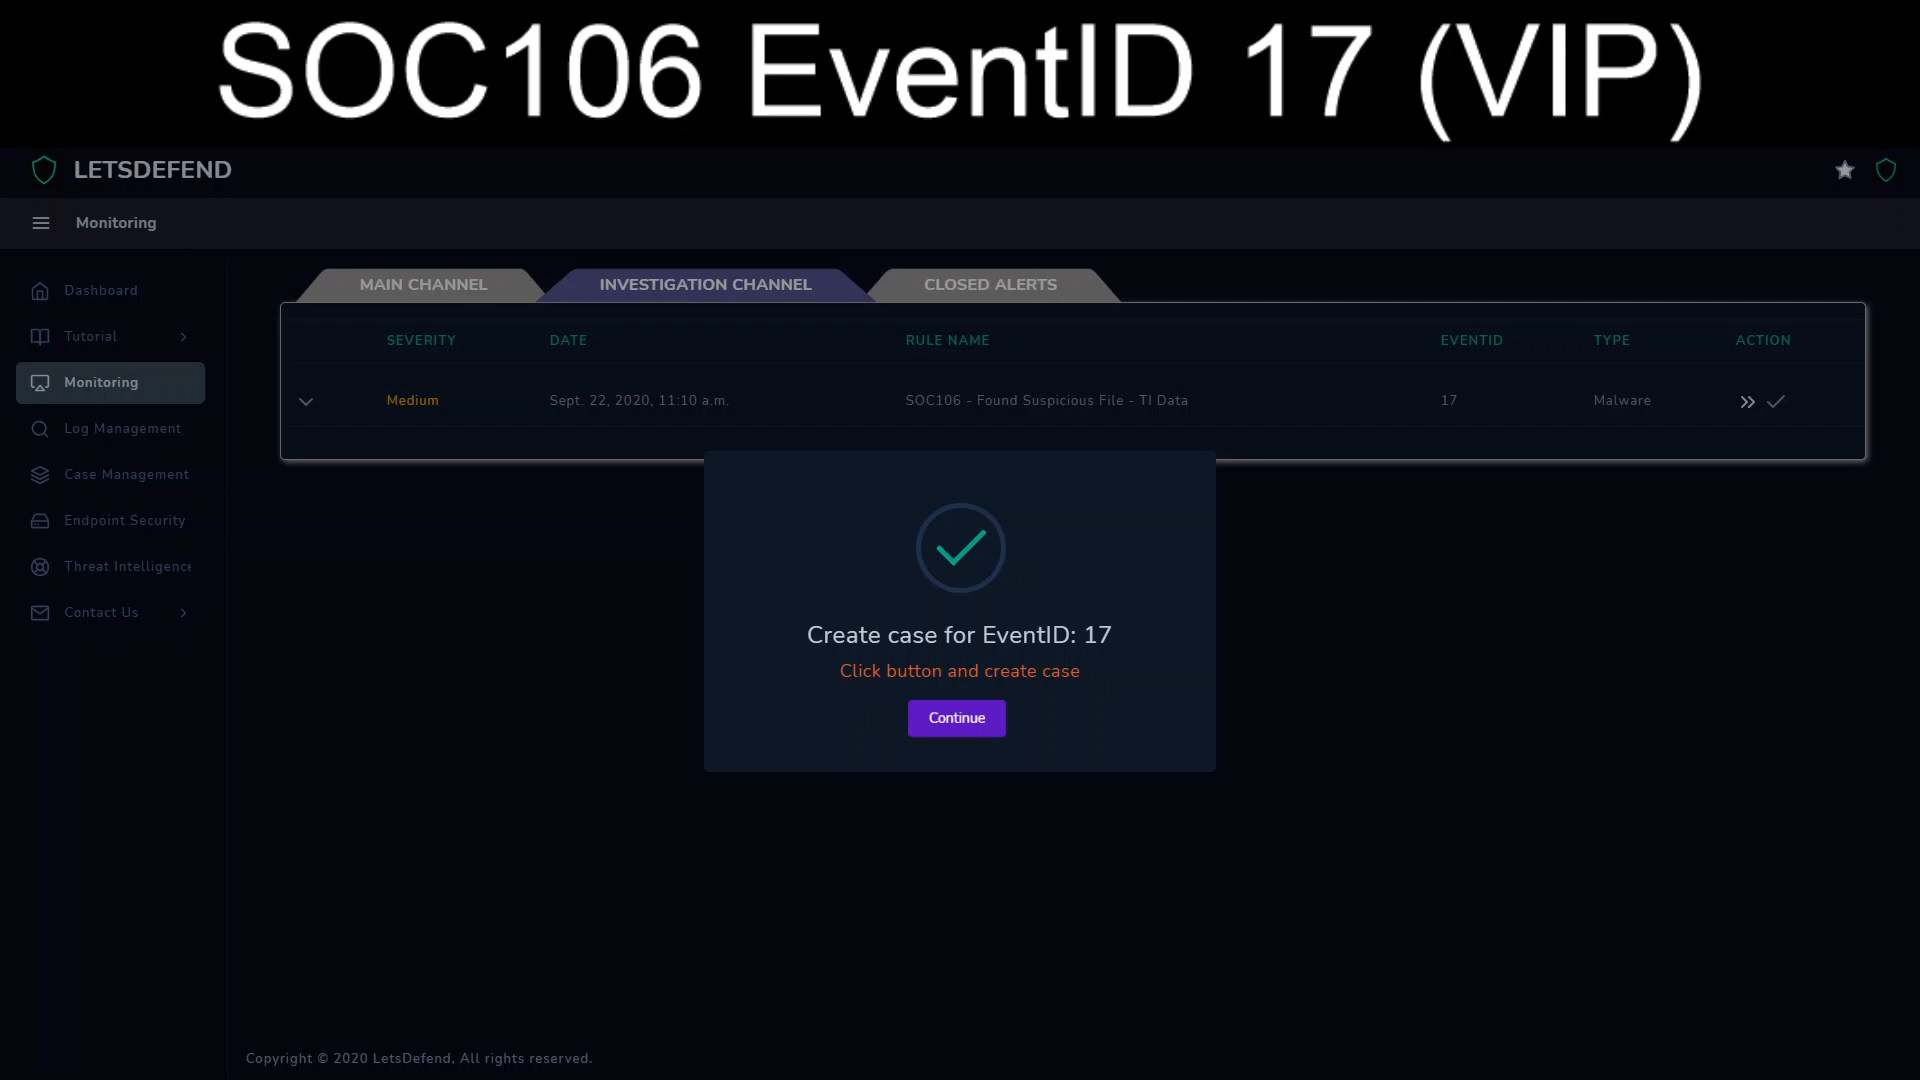 SOC106 EventID 17 (VIP)
LETSDEFEND
Monitoring
Dashboard
Tutorial
Monitoring
Log Management
Case Management
Endpoint Security
Threat Intelligence
Contact Us
MAIN CHANNEL INVESTIGATION CHANNEL CLOSED ALERTS
SEVERITY DATE RULE NAME EVENTID TYPE ACTION
Medium Sept. 22, 2020, 11:10 a.m. SOC106 - Found Suspicious File - TI Data 17 Malware
Create case for EventID: 17
Click button and create case
Continue
Copyright © 2020 LetsDefend, All rights reserved.